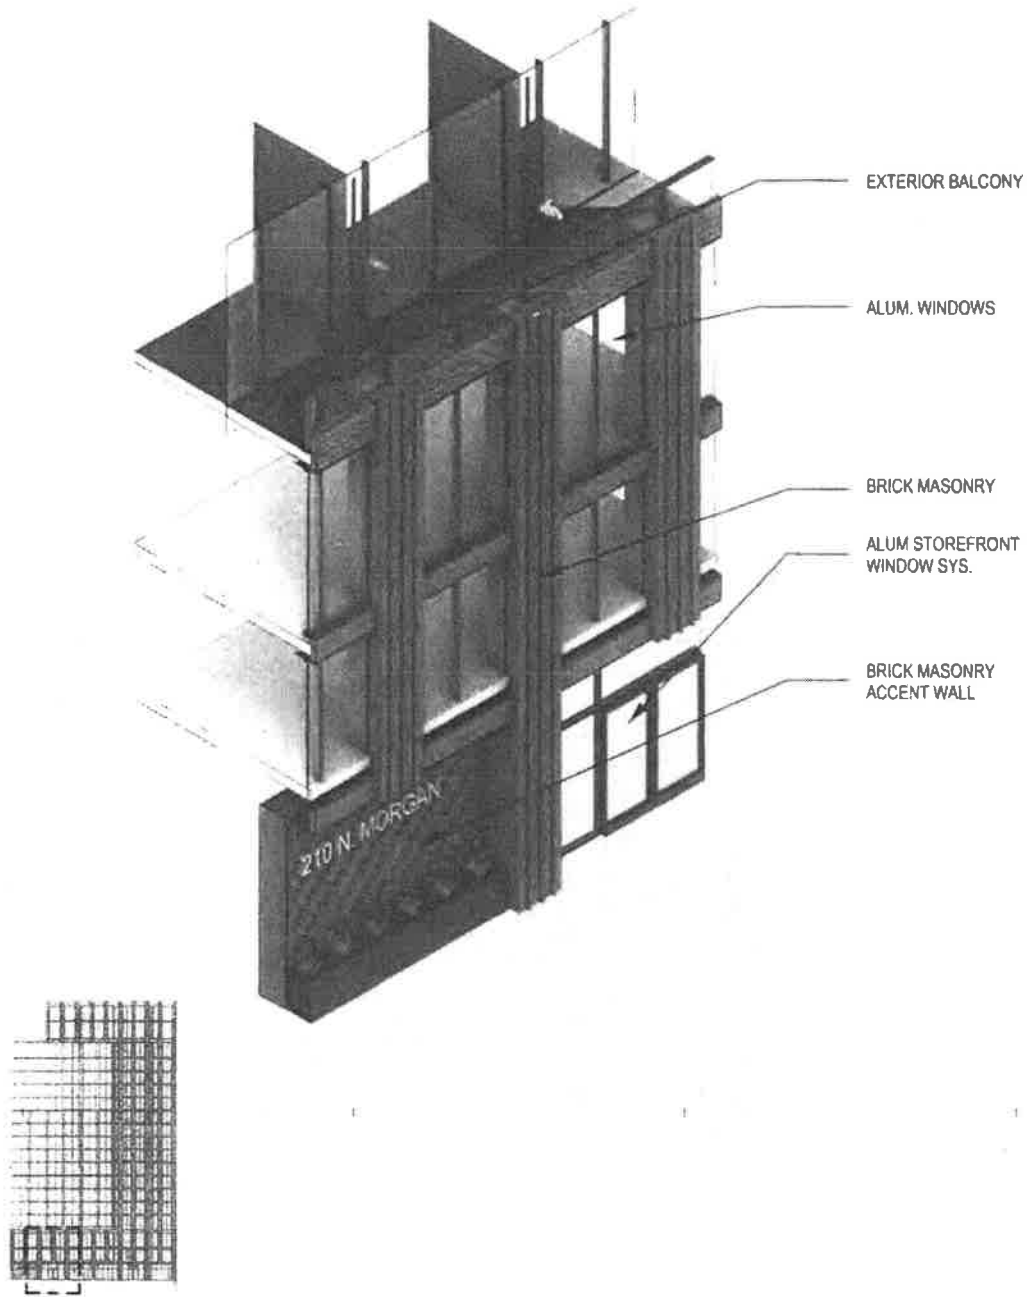 EXTERIOR BALCONY
ALUM. WINDOWS
BRICK MASONRY
ALUM STOREFRONT
WINDOW SYS.
BRICK MASONRY
ACCENT WALL
210 N. MORGAN